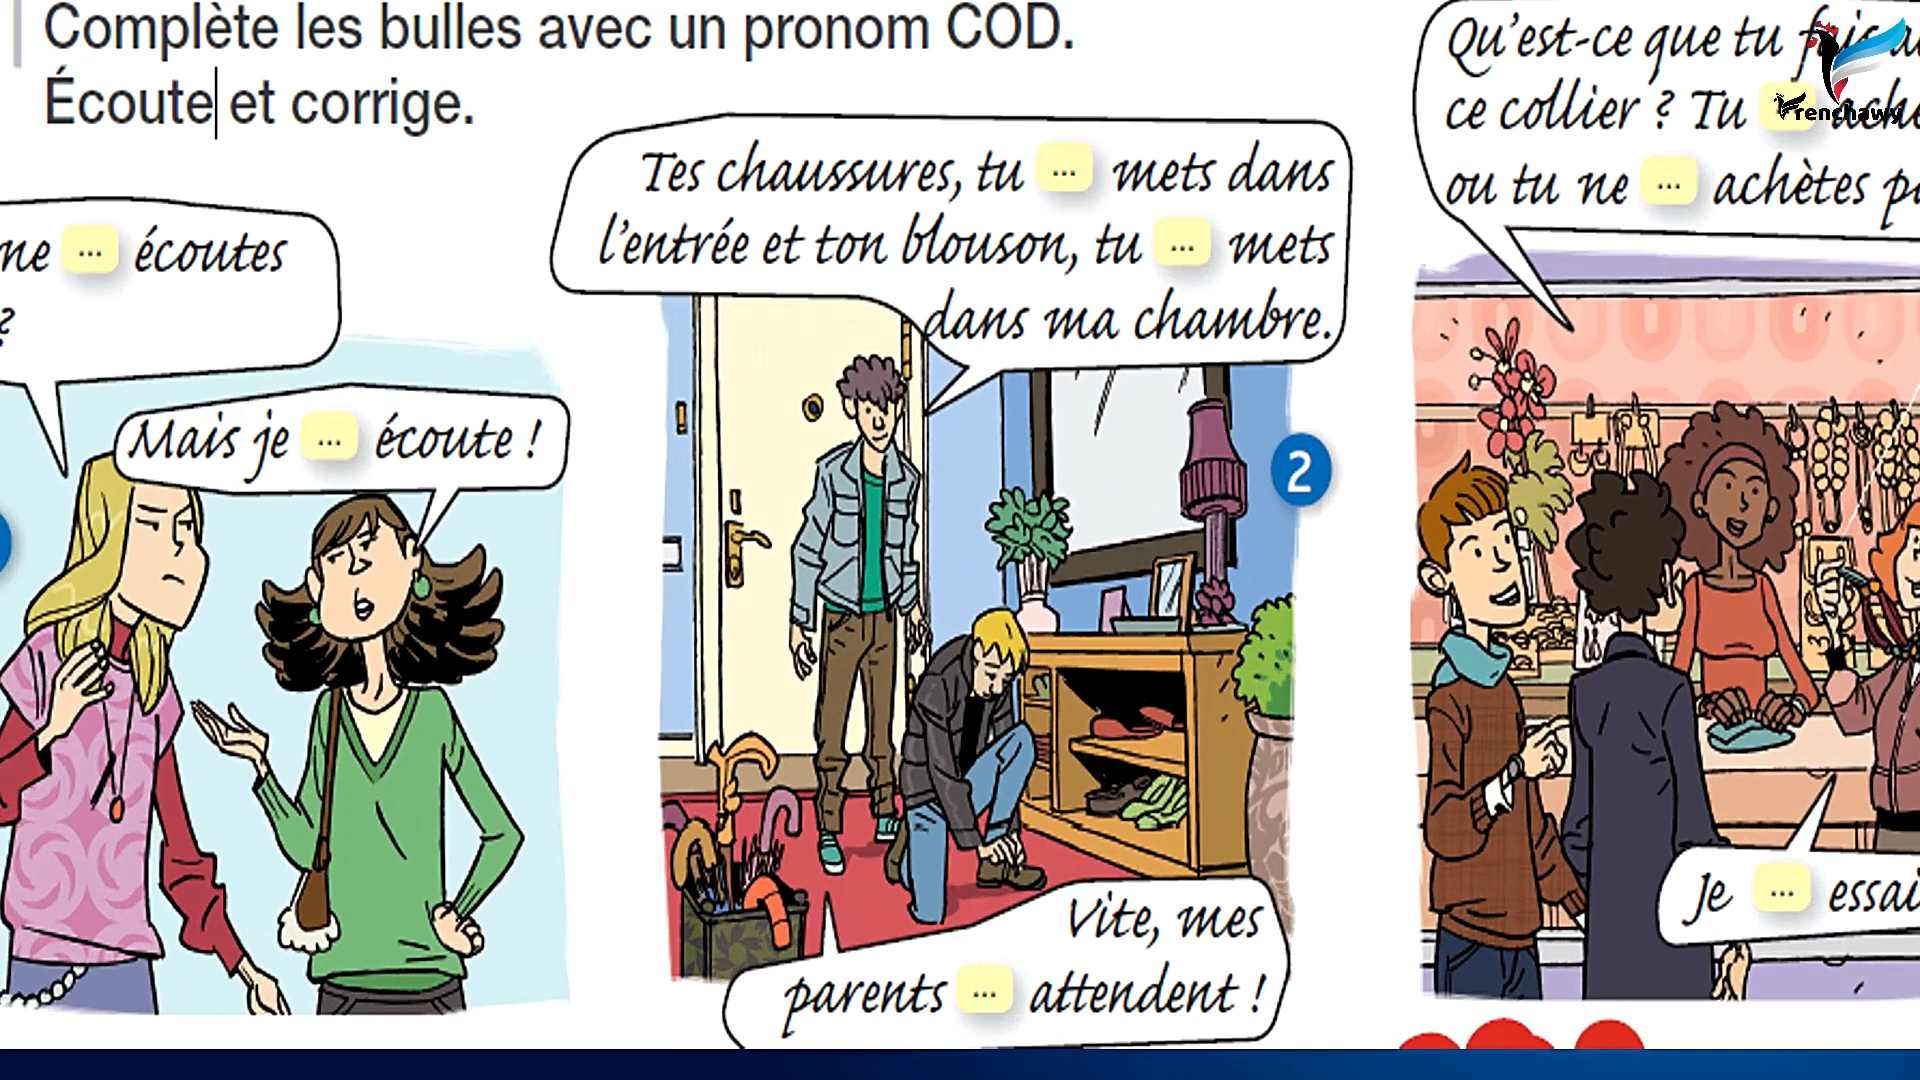 Complète les bulles avec un pronom COD.
Écoute et corrige.
ne ... écoutes
?
Mais je ... écoute !
Tes chaussures, tu ... mets dans
l'entrée et ton blouson, tu ... mets
dans ma chambre.
2
Vite, mes
parents ... attendent !
Qu'est-ce que tu fais
ce collier ? Tu
ou tu ne ... achètes
Je ... essai
renchawy